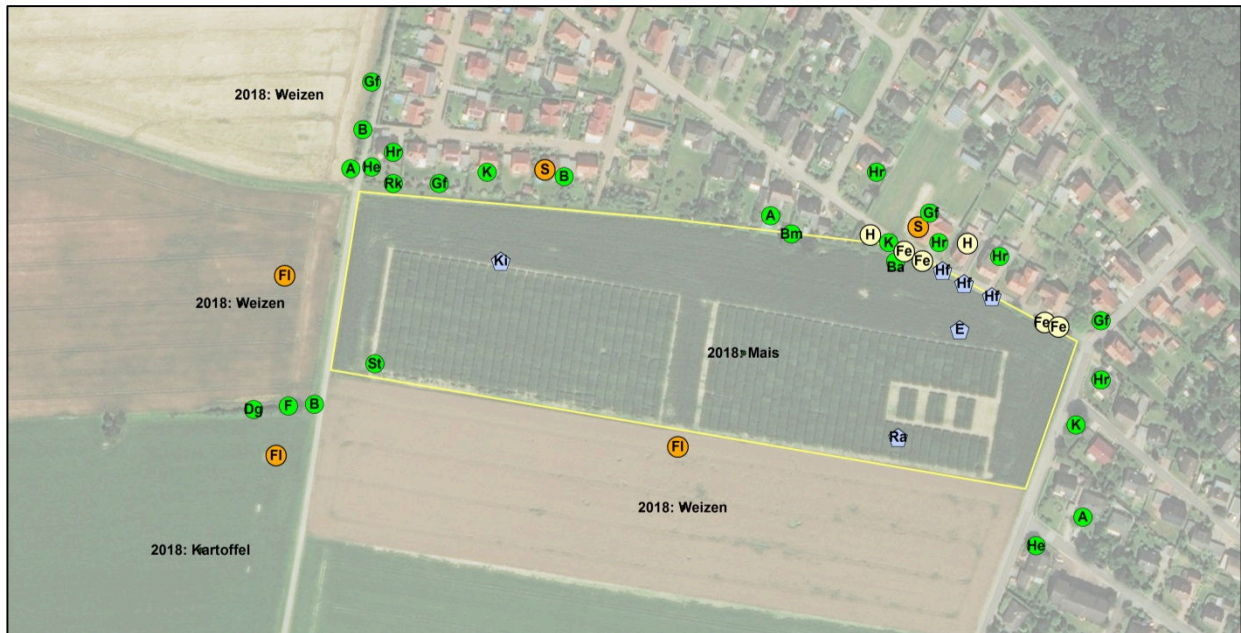 Gf
2018: Weizen
B
Hr
A
He
K
S
B
Rk
Gf
Hr
A
Gf
S
Bm
H
K
Hr
H
Fe
Hr
Ba
Fe
Ki
Hf
Fl
Hf
2018: Weizen
Hf
Gf
Fe
Fe
E
2018: Mais
St
Hr
B
F
Dg
K
Ra
Fl
Fl
2018: Weizen
A
He
2018: Kartoffel